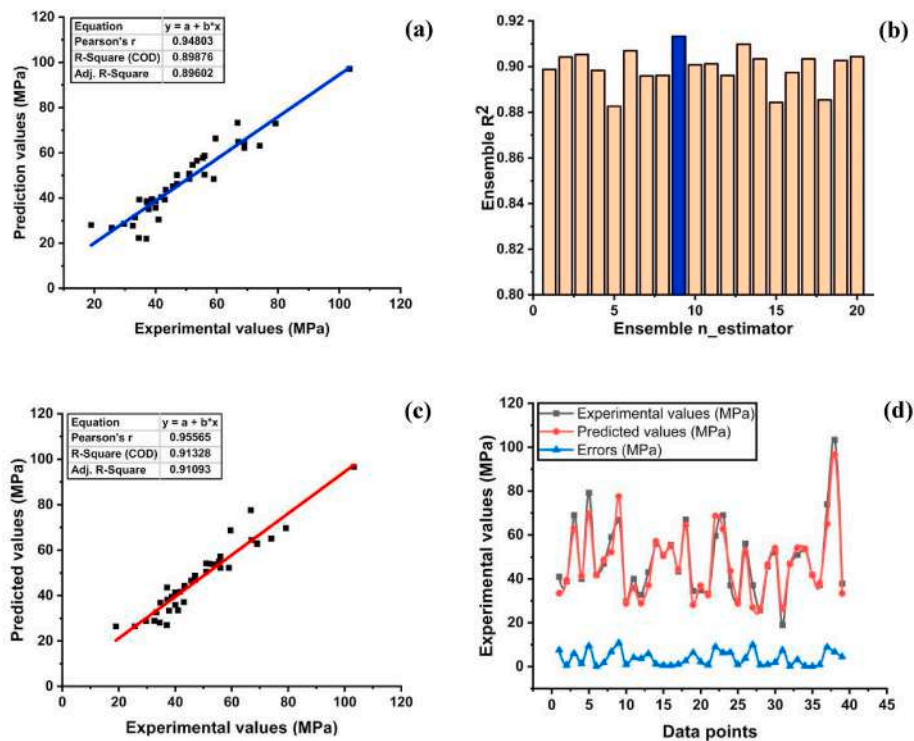 (a)
Equation y = a + b*x
Pearson's r 0.94803
R-Square (COD) 0.89876
Adj. R-Square 0.89602
Prediction values (MPa)
120
100
80
60
40
20
0
20 40 60 80 100 120
Experimental values (MPa)
(b)
Ensemble R2
0.92
0.90
0.88
0.86
0.84
0.82
0.80
0 5 10 15 20
Ensemble n_estimator
(c)
Equation y = a + b*x
Pearson's r 0.95565
R-Square (COD) 0.91328
Adj. R-Square 0.91093
Predicted values (MPa)
120
100
80
60
40
20
0
20 40 60 80 100 120
Experimental values (MPa)
(d)
Experimental values (MPa)
Predicted values (MPa)
Errors (MPa)
Experimental values (MPa)
120
100
80
60
40
20
0
0 5 10 15 20 25 30 35 40 45
Data points